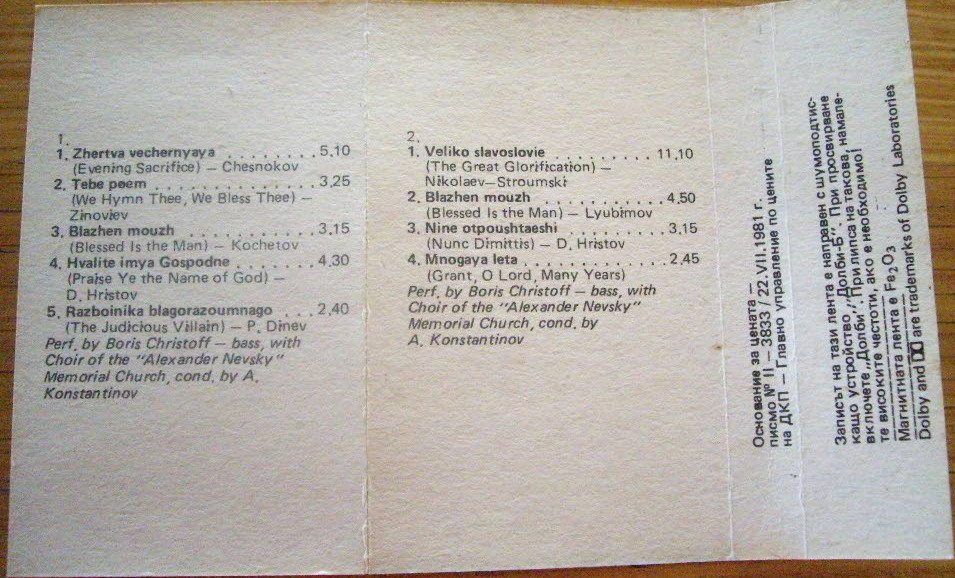 1.
1. Zhertva vechernyaya . . . . . . . . 5.10
(Evening Sacrifice) — Chesnokov
2. Tebe poem . . . . . . . . . . . . . . . 3.25
(We Hymn Thee, We Bless Thee) —
Zinoviev
3. Blazhen mouzh . . . . . . . . . . . . . 3.15
(Blessed Is the Man) — Kochetov
4. Hvalite imya Gospodne . . . . . . . 4.30
(Praise Ye the Name of God) —
D. Hristov
5. Razboinika blagorazoumnago . . . 2.40
(The Judicious Villain) — P. Dinev
Perf. by Boris Christoff — bass, with
Choir of the "Alexander Nevsky"
Memorial Church, cond. by A.
Konstantinov
2.
1. Veliko slavoslovie . . . . . . . . . . 11.10
(The Great Glorification) —
Nikolaev—Stroumski
2. Blazhen mouzh . . . . . . . . . . . . . 4.50
(Blessed Is the Man) — Lyubimov
3. Nine otpoushtaeshi . . . . . . . . . . 3.15
(Nunc Dimittis) — D. Hristov
4. Mnogaya leta . . . . . . . . . . . . . . 2.45
(Grant, O Lord, Many Years)
Perf. by Boris Christoff — bass, with
Choir of the "Alexander Nevsky"
Memorial Church, cond. by
A. Konstantinov
Основание за цената —
писмо № II — 3833 / 22.VII.1981 г.
на ДКП — Главно управление по цените
Записът на тази лента е направен с шумоподтис-
кащо устройство „Долби-Б". При просвирване
включете „Долби". При липса на такова, намале-
те високите честоти, ако е необходимо!
Магнитната лента е Fe2O3
Dolby and are trademarks of Dolby Laboratories